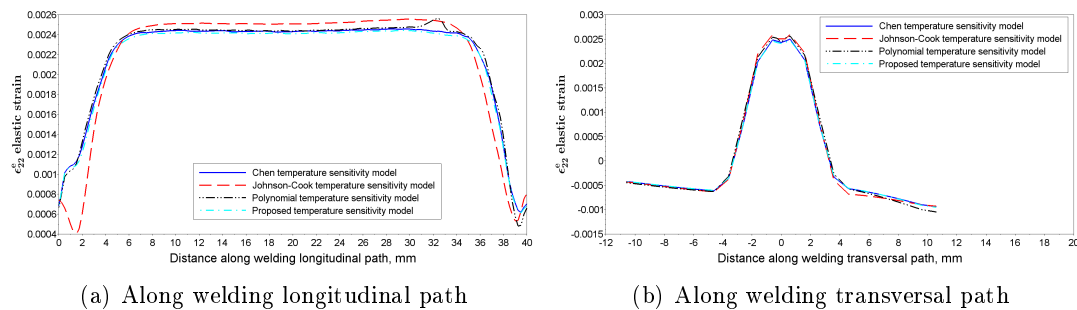 0.0026
0.0024
0.0022
0.002
0.0018
0.0016
0.0014
0.0012
0.001
0.0008
0.0006
0.0004
ϵ₂₂ᵉ elastic strain
Chen temperature sensitivity model
Johnson-Cook temperature sensitivity model
Polynomial temperature sensitivity model
Proposed temperature sensitivity model
0 2 4 6 8 10 12 14 16 18 20 22 24 26 28 30 32 34 36 38 40
Distance along welding longitudinal path, mm
(a) Along welding longitudinal path
0.003
0.0025
0.002
0.0015
0.001
0.0005
0
-0.0005
-0.001
-0.0015
ϵ₂₂ᵉ elastic strain
Chen temperature sensitivity model
Johnson-Cook temperature sensitivity model
Polynomial temperature sensitivity model
Proposed temperature sensitivity model
-12 -10 -8 -6 -4 -2 0 2 4 6 8 10 12 14 16 18 20
Distance along welding transversal path, mm
(b) Along welding transversal path